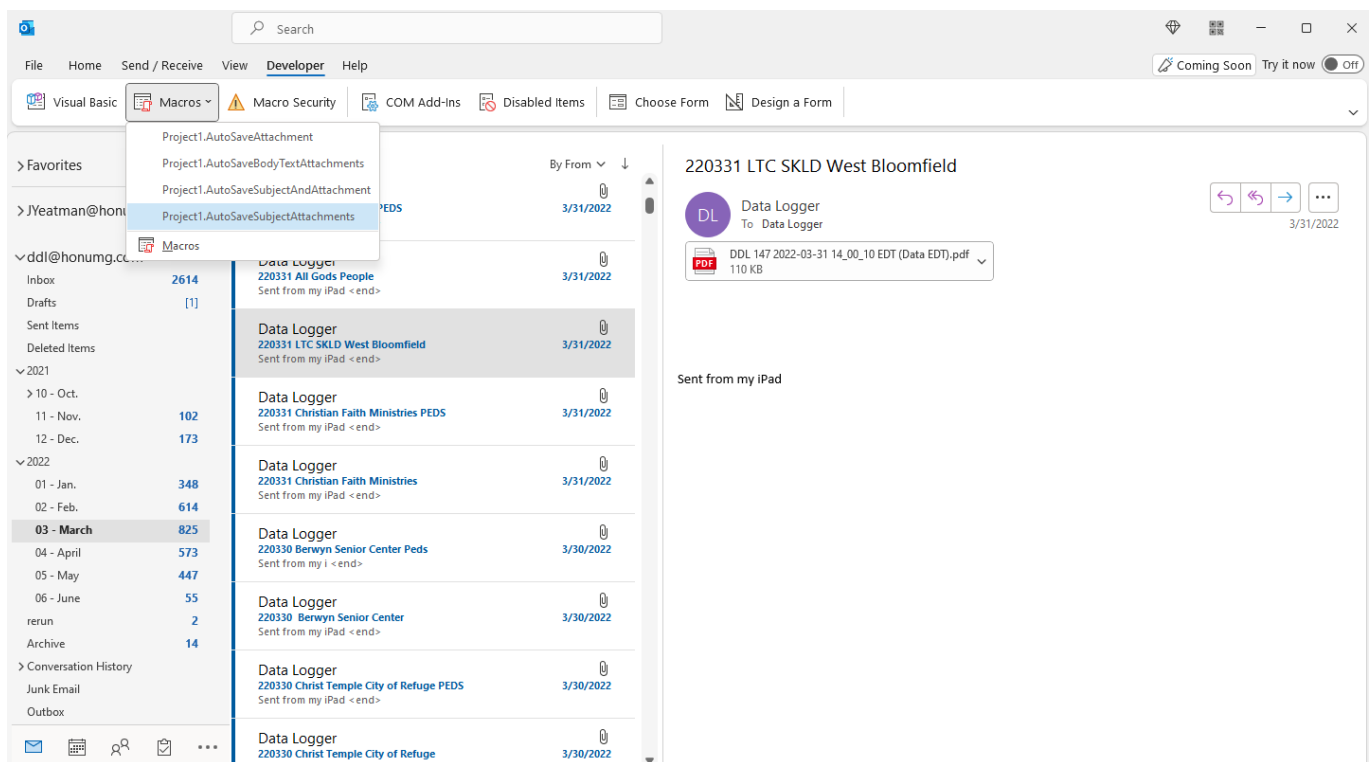 Search
File Home Send / Receive View Developer Help
Coming Soon Try it now Off
Visual Basic Macros Macro Security COM Add-Ins Disabled Items Choose Form Design a Form
Project1.AutoSaveAttachment
Project1.AutoSaveBodyTextAttachments
Project1.AutoSaveSubjectAndAttachment
Project1.AutoSaveSubjectAttachments
Macros
Favorites
JYeatman@honu
ddl@honumg.com
Inbox 2614
Drafts [1]
Sent Items
Deleted Items
2021
10 - Oct.
11 - Nov. 102
12 - Dec. 173
2022
01 - Jan. 348
02 - Feb. 614
03 - March 825
04 - April 573
05 - May 447
06 - June 55
rerun 2
Archive 14
Conversation History
Junk Email
Outbox
By From
PEDS 3/31/2022
Data Logger
220331 All Gods People 3/31/2022
Sent from my iPad <end>
Data Logger
220331 LTC SKLD West Bloomfield 3/31/2022
Sent from my iPad <end>
Data Logger
220331 Christian Faith Ministries PEDS 3/31/2022
Sent from my iPad <end>
Data Logger
220331 Christian Faith Ministries 3/31/2022
Sent from my iPad <end>
Data Logger
220330 Berwyn Senior Center Peds 3/30/2022
Sent from my i <end>
Data Logger
220330 Berwyn Senior Center 3/30/2022
Sent from my iPad <end>
Data Logger
220330 Christ Temple City of Refuge PEDS 3/30/2022
Sent from my iPad <end>
Data Logger
220330 Christ Temple City of Refuge 3/30/2022
220331 LTC SKLD West Bloomfield
DL
Data Logger
To Data Logger
3/31/2022
PDF
DDL 147 2022-03-31 14_00_10 EDT (Data EDT).pdf
110 KB
Sent from my iPad